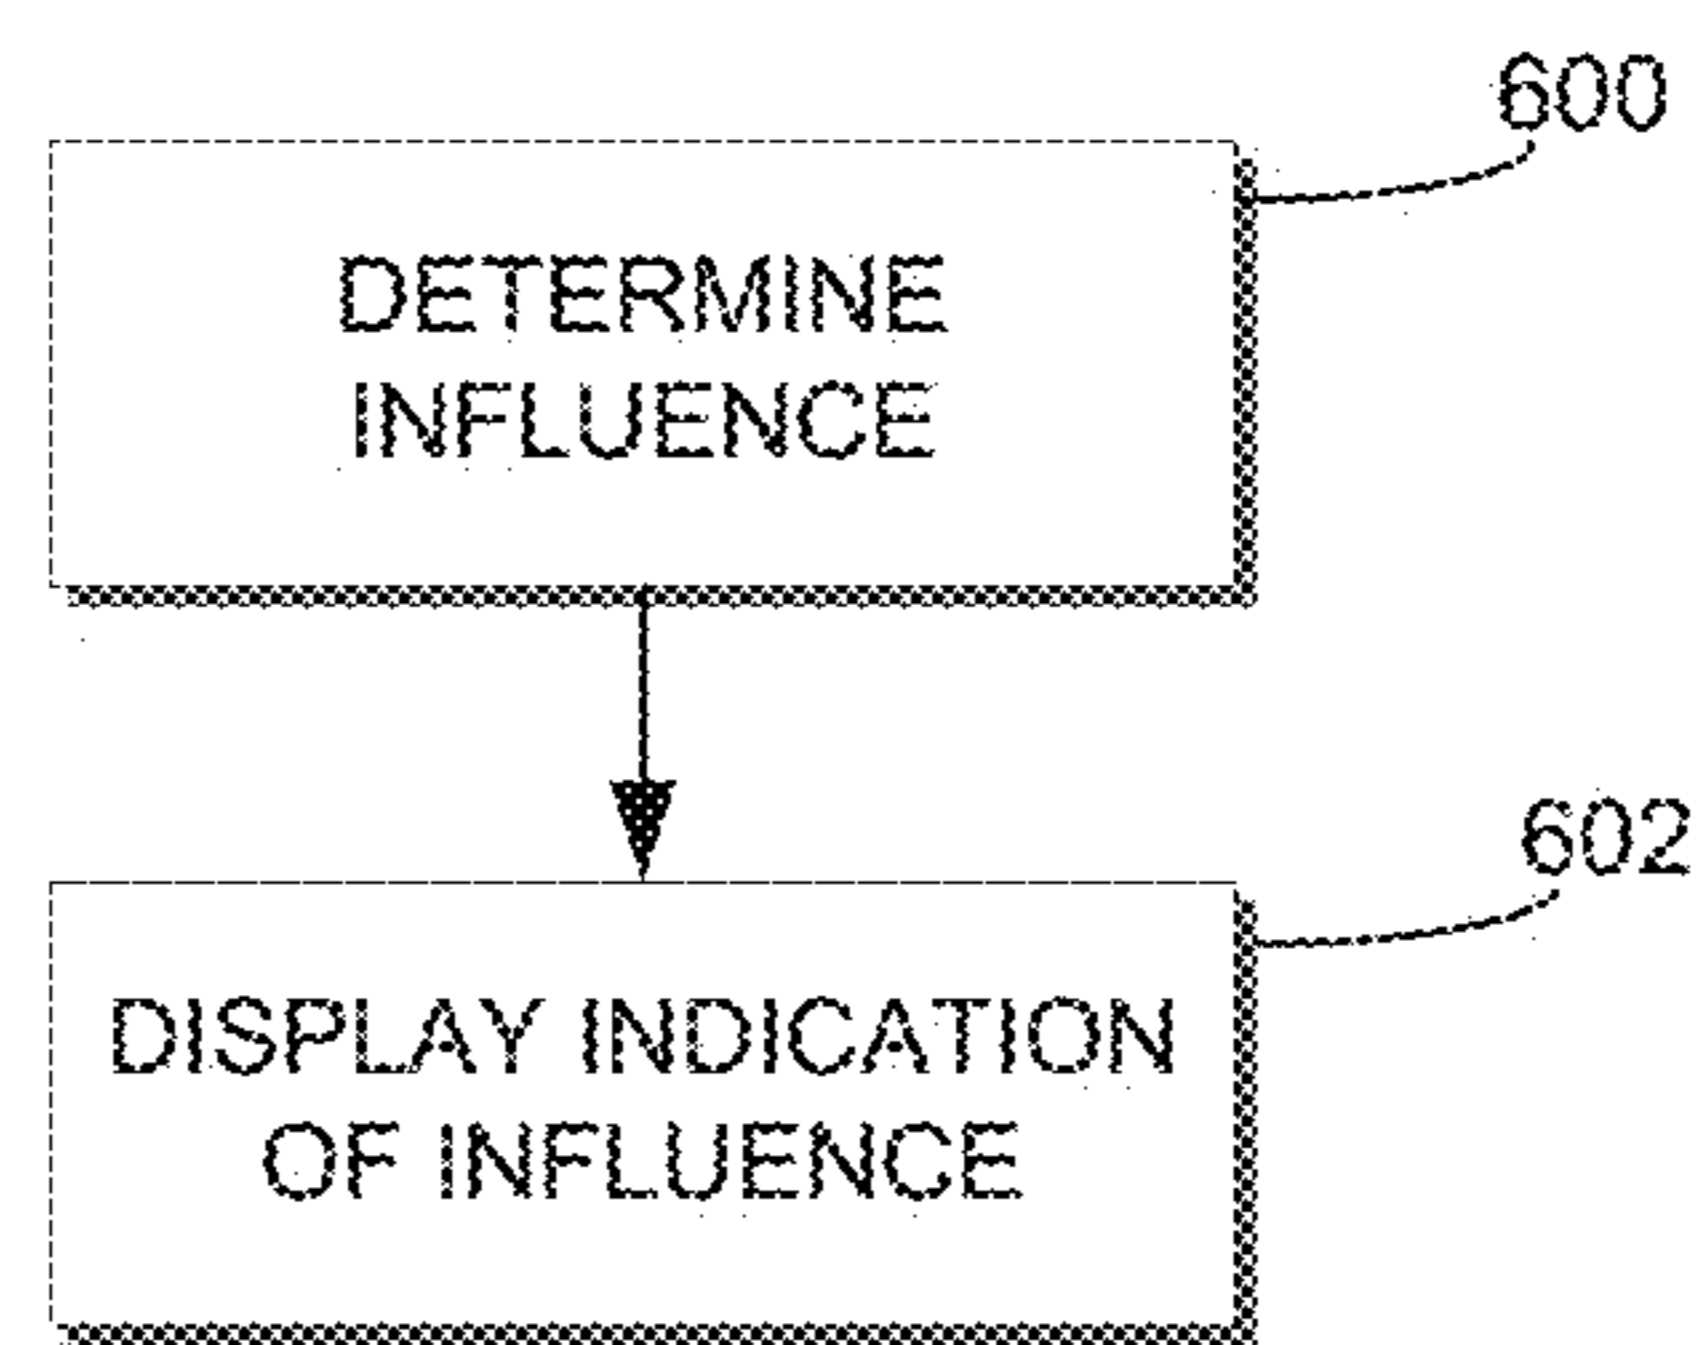 600
DETERMINE
INFLUENCE
602
DISPLAY INDICATION
OF INFLUENCE